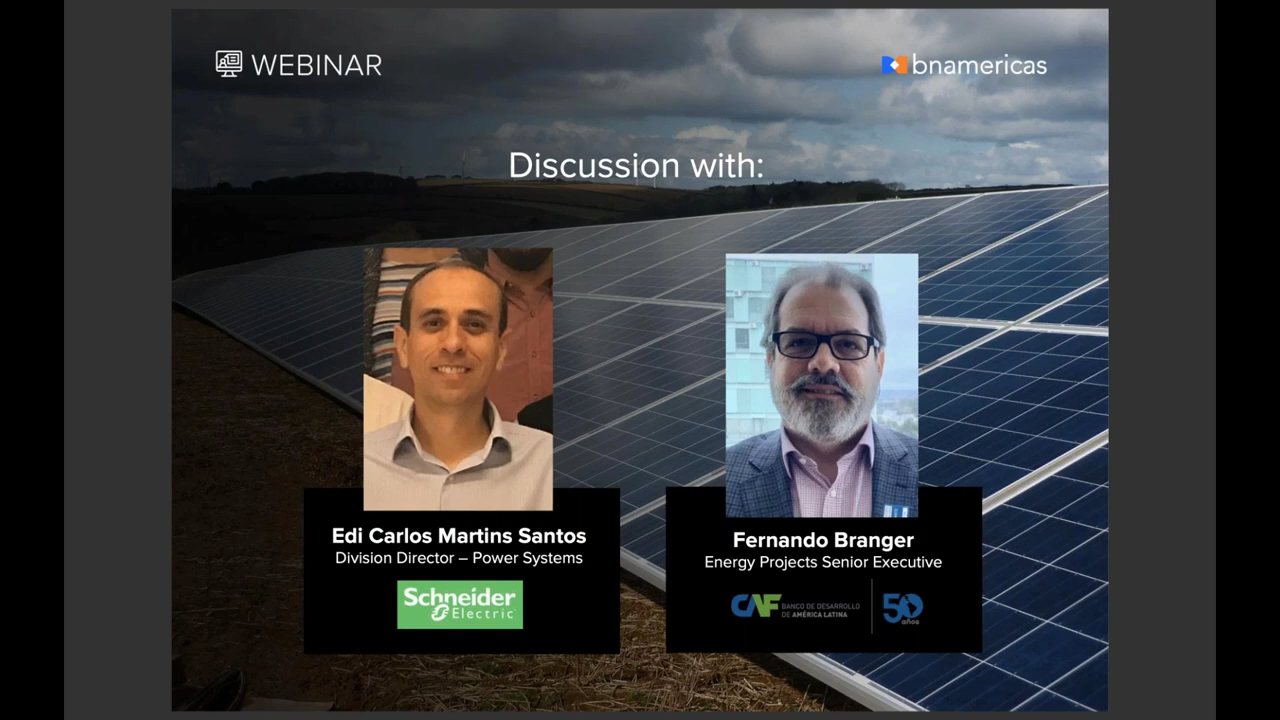 WEBINAR
bnamericas
Discussion with:
Edi Carlos Martins Santos
Division Director – Power Systems
Schneider
Electric
Fernando Branger
Energy Projects Senior Executive
CAF BANCO DE DESARROLLO
DE AMÉRICA LATINA
50
años